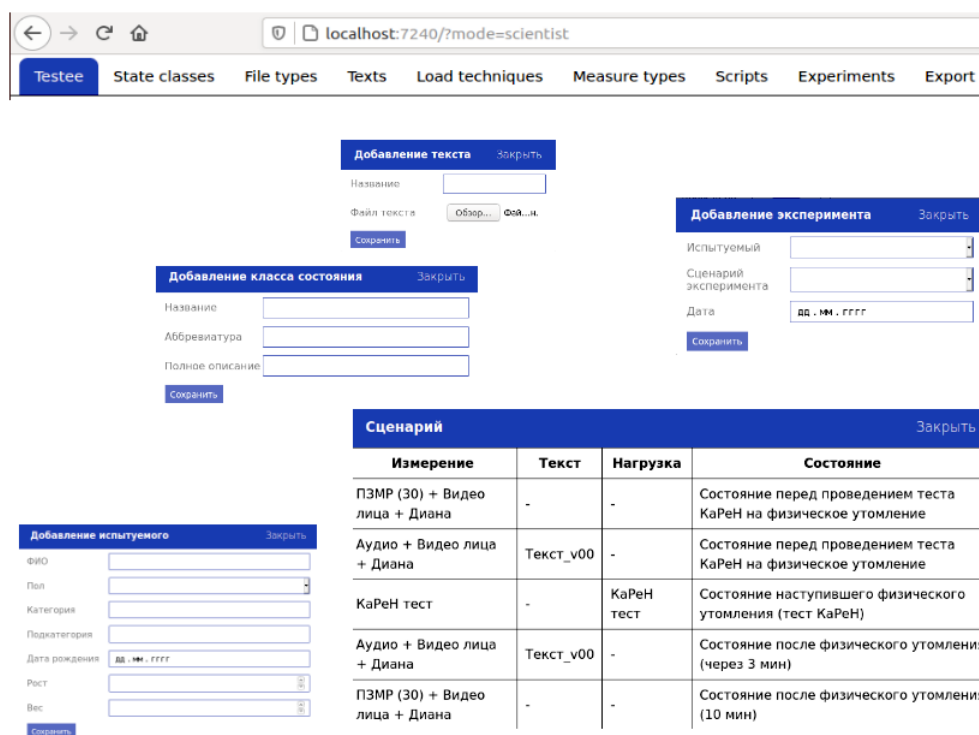 localhost:7240/?mode=scientist
Testee State classes File types Texts Load techniques Measure types Scripts Experiments Export
Добавление текста Закрыть
Название
Файл текста Обзор... Фай...н.
Сохранить
Добавление эксперимента Закрыть
Испытуемый
Сценарий
эксперимента
Дата дд . мм . гггг
Сохранить
Добавление класса состояния Закрыть
Название
Аббревиатура
Полное описание
Сохранить
Сценарий Закрыть
Измерение Текст Нагрузка Состояние
ПЗМР (30) + Видео
лица + Диана
-
-
Состояние перед проведением теста
КаРеН на физическое утомление
Аудио + Видео лица
+ Диана
Текст_v00
-
Состояние перед проведением теста
КаРеН на физическое утомление
КаРеН тест
-
КаРеН
тест
Состояние наступившего физического
утомления (тест КаРеН)
Аудио + Видео лица
+ Диана
Текст_v00
-
Состояние после физического утомления
(через 3 мин)
ПЗМР (30) + Видео
лица + Диана
-
-
Состояние после физического утомления
(10 мин)
Добавление испытуемого Закрыть
ФИО
Пол
Категория
Подкатегория
Дата рождения дд . мм . гггг
Рост
Вес
Сохранить